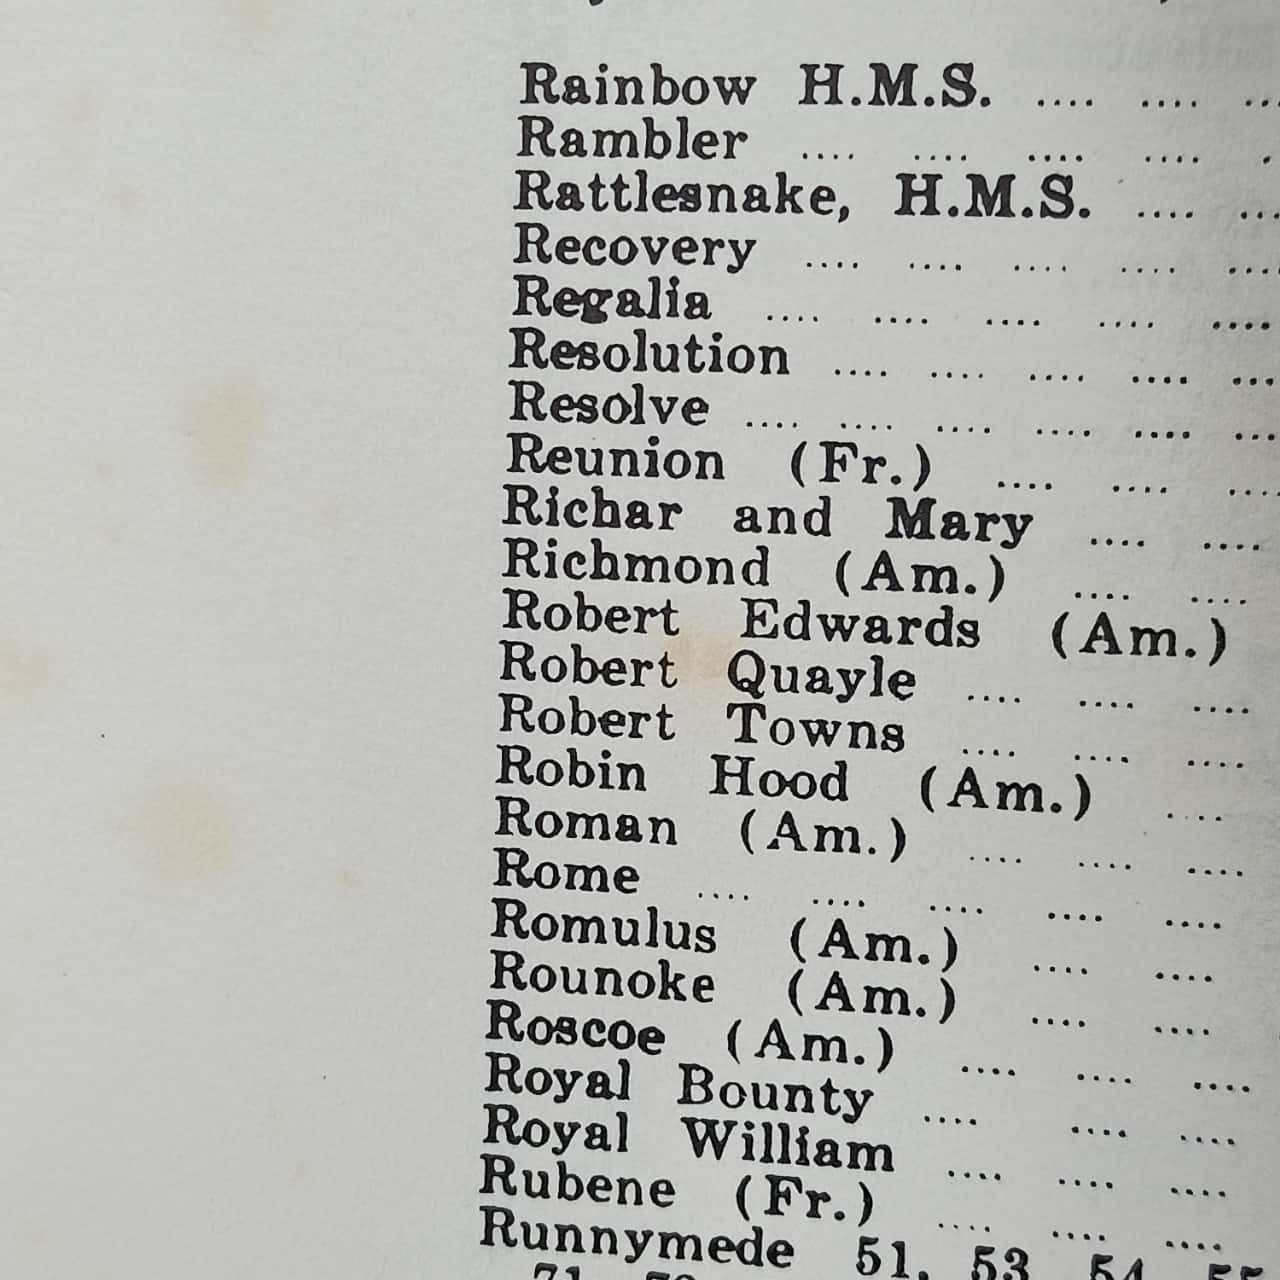 Rainbow H.M.S. .... .... ...
Rambler .... .... .... .... .
Rattlesnake, H.M.S. .... ...
Recovery .... .... .... .... ....
Regalia .... .... .... .... ....
Resolution .... .... .... .... ...
Resolve .... .... .... .... .... ...
Reunion (Fr.) .... .... ....
Richar and Mary .... ....
Richmond (Am.) .... ....
Robert Edwards (Am.)
Robert Quayle .... .... ....
Robert Towns .... .... ....
Robin Hood (Am.) ....
Roman (Am.) .... .... ....
Rome .... .... .... .... ....
Romulus (Am.) .... ....
Rounoke (Am.) .... ....
Roscoe (Am.) .... .... ....
Royal Bounty .... .... ....
Royal William .... .... ....
Rubene (Fr.) .... .... ....
Runnymede 51, 53, 54, 55
71,